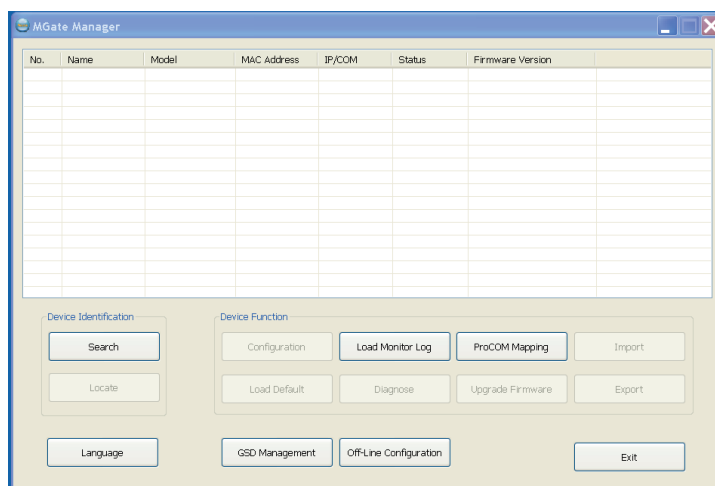 MGate Manager
No. Name Model MAC Address IP/COM Status Firmware Version
Device Identification Device Function
Search Configuration Load Monitor Log ProCOM Mapping Import
Locate Load Default Diagnose Upgrade Firmware Export
Language GSD Management Off-Line Configuration Exit